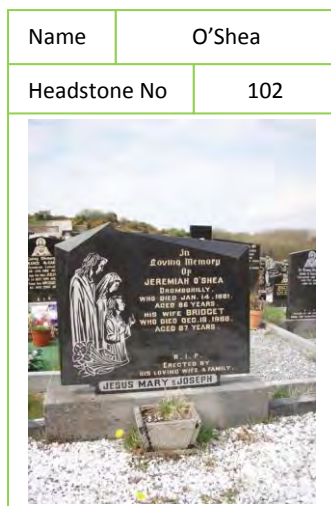 Name O'Shea
Headstone No 102
In
Loving Memory
Of
JEREMIAH O'SHEA
DROMOUGHTY,
WHO DIED JAN. 14. 1981.
AGED 86 YEARS.
HIS WIFE BRIDGET
WHO DIED DEC. 1988.
AGED 87 YEARS
R. I. P.
ERECTED BY
HIS LOVING WIFE & FAMILY.
JESUS MARY & JOSEPH